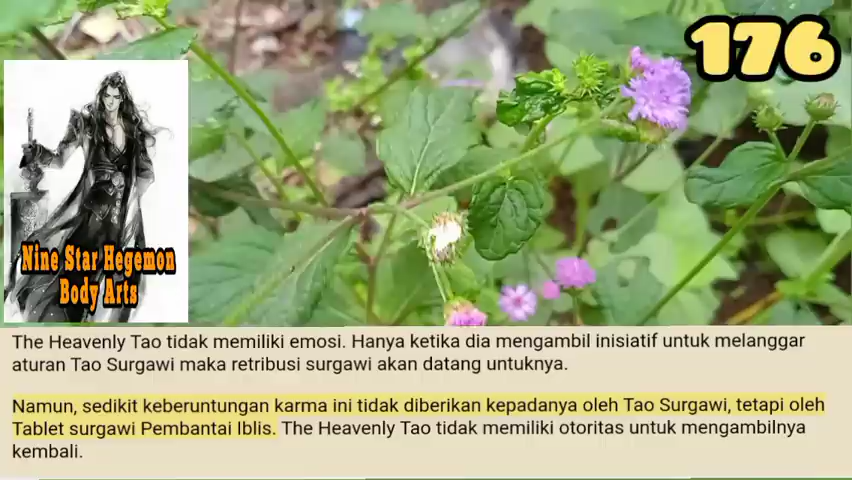 176
Nine Star Hegemon
Body Arts
The Heavenly Tao tidak memiliki emosi. Hanya ketika dia mengambil inisiatif untuk melanggar
aturan Tao Surgawi maka retribusi surgawi akan datang untuknya.
Namun, sedikit keberuntungan karma ini tidak diberikan kepadanya oleh Tao Surgawi, tetapi oleh
Tablet surgawi Pembantai Iblis. The Heavenly Tao tidak memiliki otoritas untuk mengambilnya
kembali.